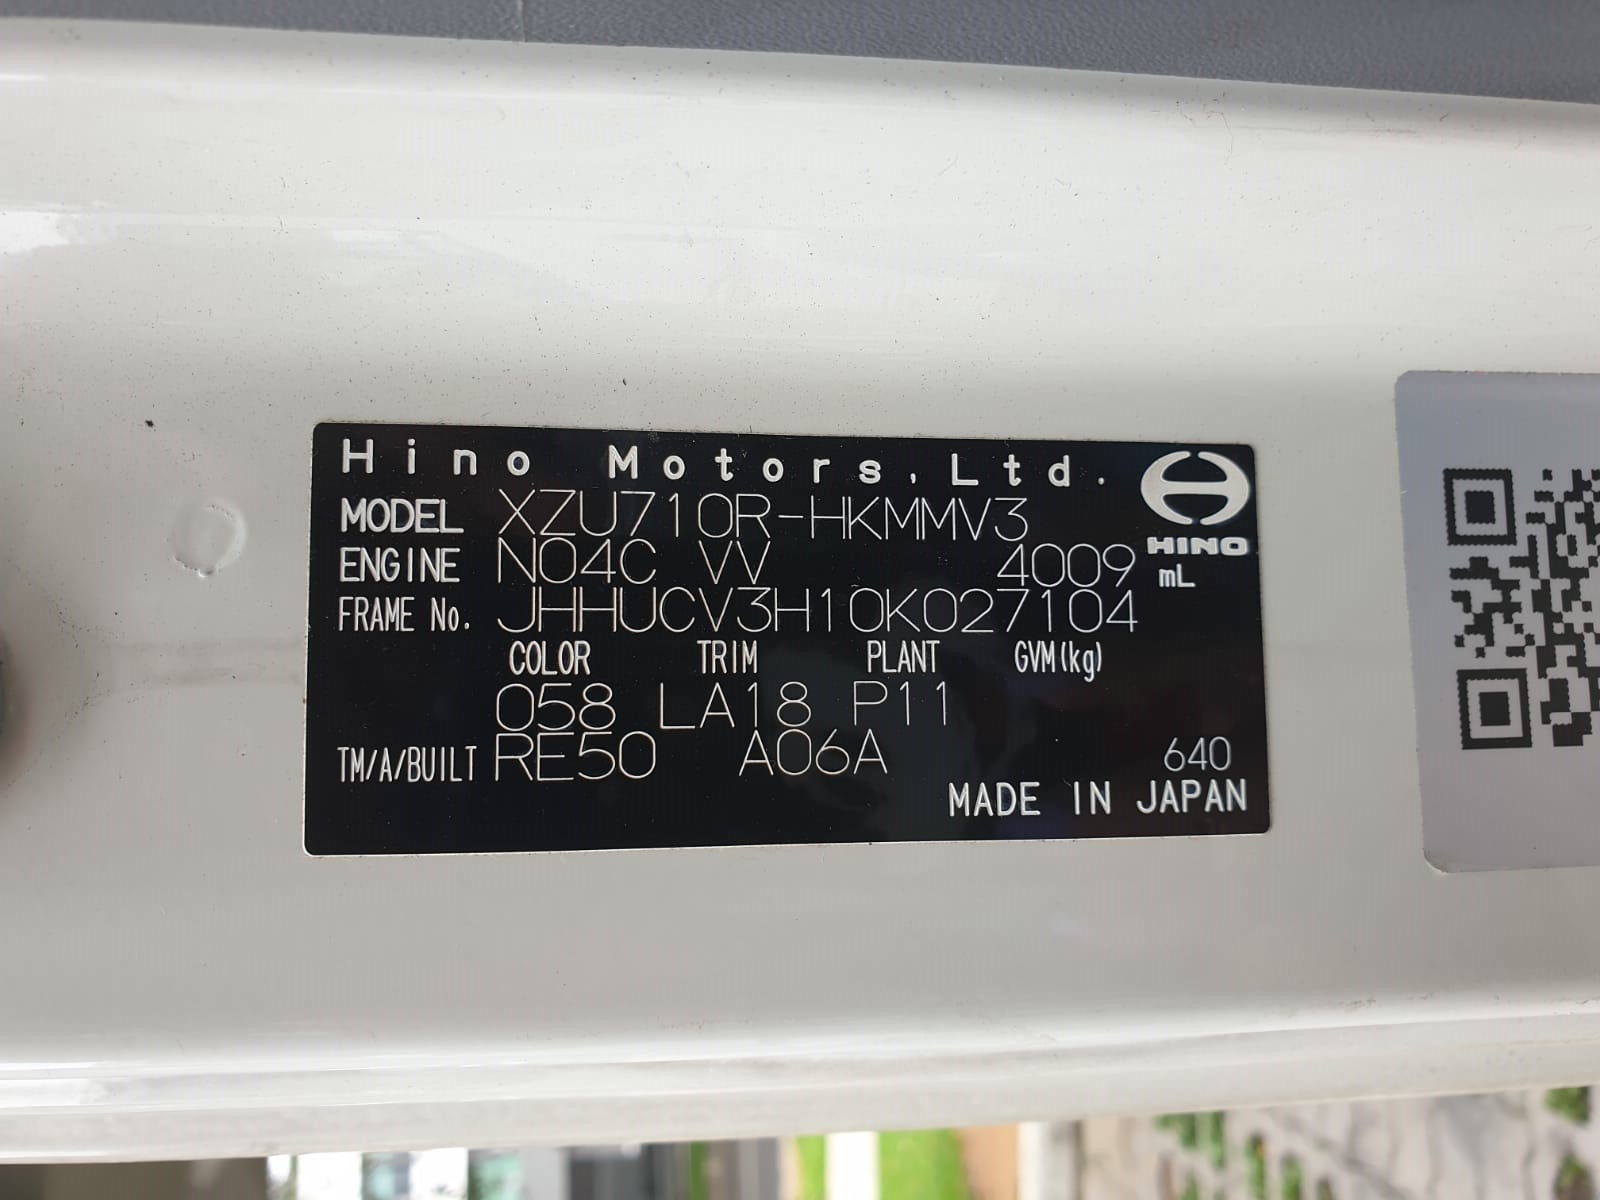 Hino Motors, Ltd.
HINO
MODEL XZU710R-HKMMV3
ENGINE N04C VV 4009 mL
FRAME No. JHHUCV3H10K027104
COLOR TRIM PLANT GVM(kg)
058 LA18 P11
TM/A/BUILT RE50 A06A 640
MADE IN JAPAN